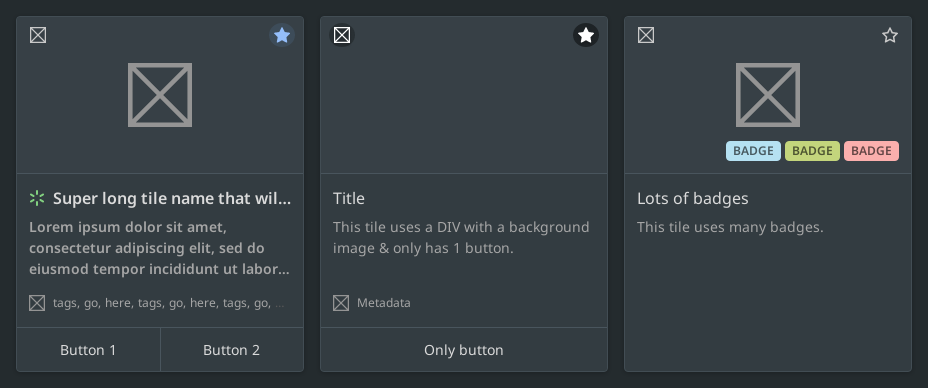 Super long tile name that wil...
Lorem ipsum dolor sit amet,
consectetur adipiscing elit, sed do
eiusmod tempor incididunt ut labor...
tags, go, here, tags, go, here, tags, go, ...
Button 1
Button 2
Title
This tile uses a DIV with a background
image & only has 1 button.
Metadata
Only button
BADGE
BADGE
BADGE
Lots of badges
This tile uses many badges.